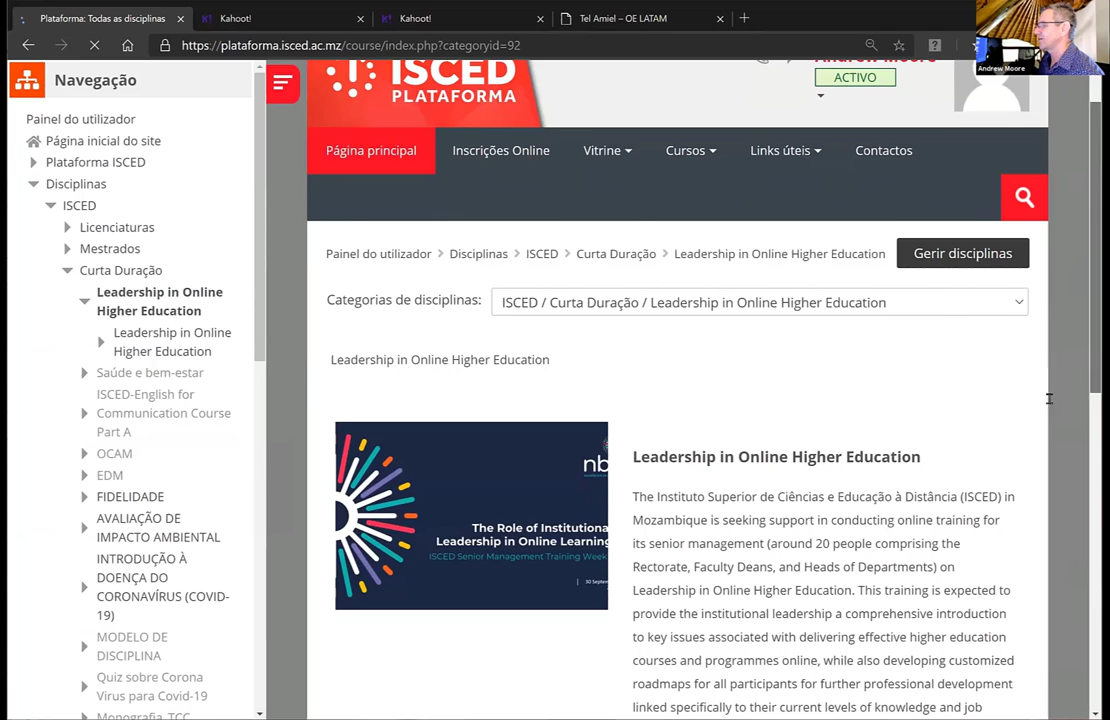 Plataforma: Todas as disciplinas
Kahoot!
Kahoot!
Tel Amiel – OE LATAM
https://plataforma.isced.ac.mz/course/index.php?categoryid=92
Andrew Moore
Navegação
Painel do utilizador
Página inicial do site
Plataforma ISCED
Disciplinas
ISCED
Licenciaturas
Mestrados
Curta Duração
Leadership in Online
Higher Education
Leadership in Online
Higher Education
Saúde e bem-estar
ISCED-English for
Communication Course
Part A
OCAM
EDM
FIDELIDADE
AVALIAÇÃO DE
IMPACTO AMBIENTAL
INTRODUÇÃO À
DOENÇA DO
CORONAVÍRUS (COVID-
19)
MODELO DE
DISCIPLINA
Quiz sobre Corona
Virus para Covid-19
Monografia, TCC
ISCED
PLATAFORMA
Andrew Moore
ACTIVO
Página principal
Inscrições Online
Vitrine
Cursos
Links úteis
Contactos
Painel do utilizador > Disciplinas > ISCED > Curta Duração > Leadership in Online Higher Education
Gerir disciplinas
Categorias de disciplinas:
ISCED / Curta Duração / Leadership in Online Higher Education
Leadership in Online Higher Education
nb
The Role of Institutiona
Leadership in Online Learning
ISCED Senior Management Training Week
| 30 Septem
Leadership in Online Higher Education
The Instituto Superior de Ciências e Educação à Distância (ISCED) in
Mozambique is seeking support in conducting online training for
its senior management (around 20 people comprising the
Rectorate, Faculty Deans, and Heads of Departments) on
Leadership in Online Higher Education. This training is expected to
provide the institutional leadership a comprehensive introduction
to key issues associated with delivering effective higher education
courses and programmes online, while also developing customized
roadmaps for all participants for further professional development
linked specifically to their current levels of knowledge and job